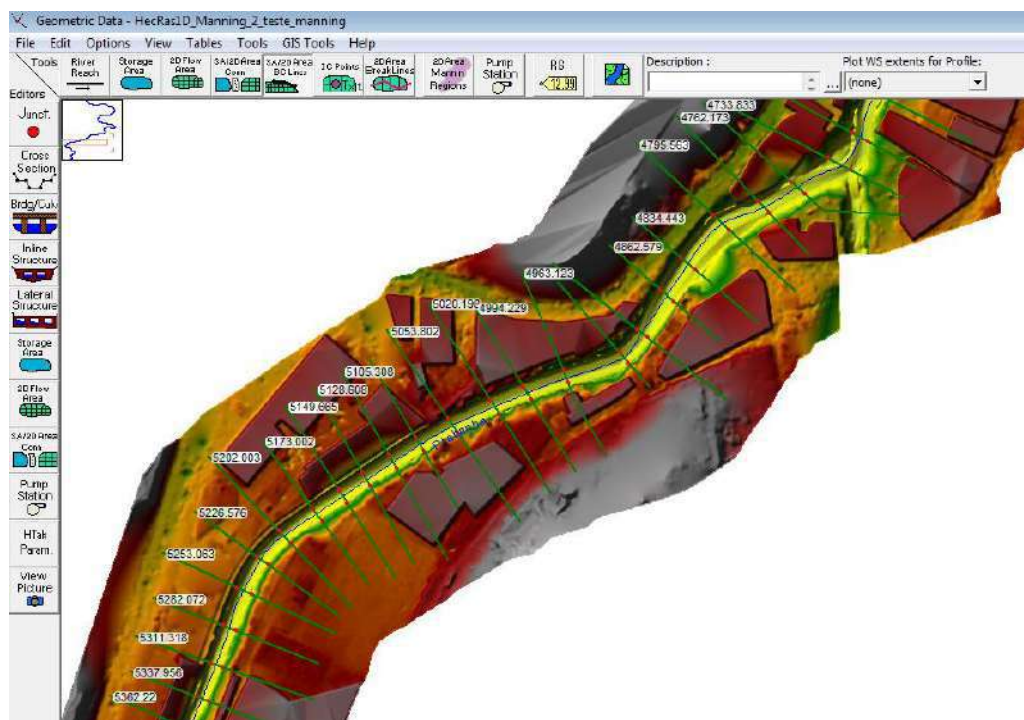 Geometric Data - HecRas1D_Manning_2_teste_manning
File Edit Options View Tables Tools GIS Tools Help
Tools
Editors
River
Reach
Storage
Area
2D Flow
Area
SA/2D Area
Conn
SA/2D Area
BC Lines
2D Area
BreakLines
2D Area
Mannin
Regions
Pump
Station
RS
12.99
Description :
...
Plot WS extents for Profile:
(none)
Junct.
Cross
Section
Brdg/Culv
Inline
Structure
Lateral
Structure
Storage
Area
2D Flow
Area
SA/2D Area
Conn
Pump
Station
HTab
Param.
View
Picture
4733.833
4762.173
4795.563
4834.443
4862.579
4963.123
4994.229
5020.199
5053.802
5105.308
5128.608
5149.665
5173.002
5202.003
5226.576
5253.063
5282.072
5311.318
5337.956
5362.22